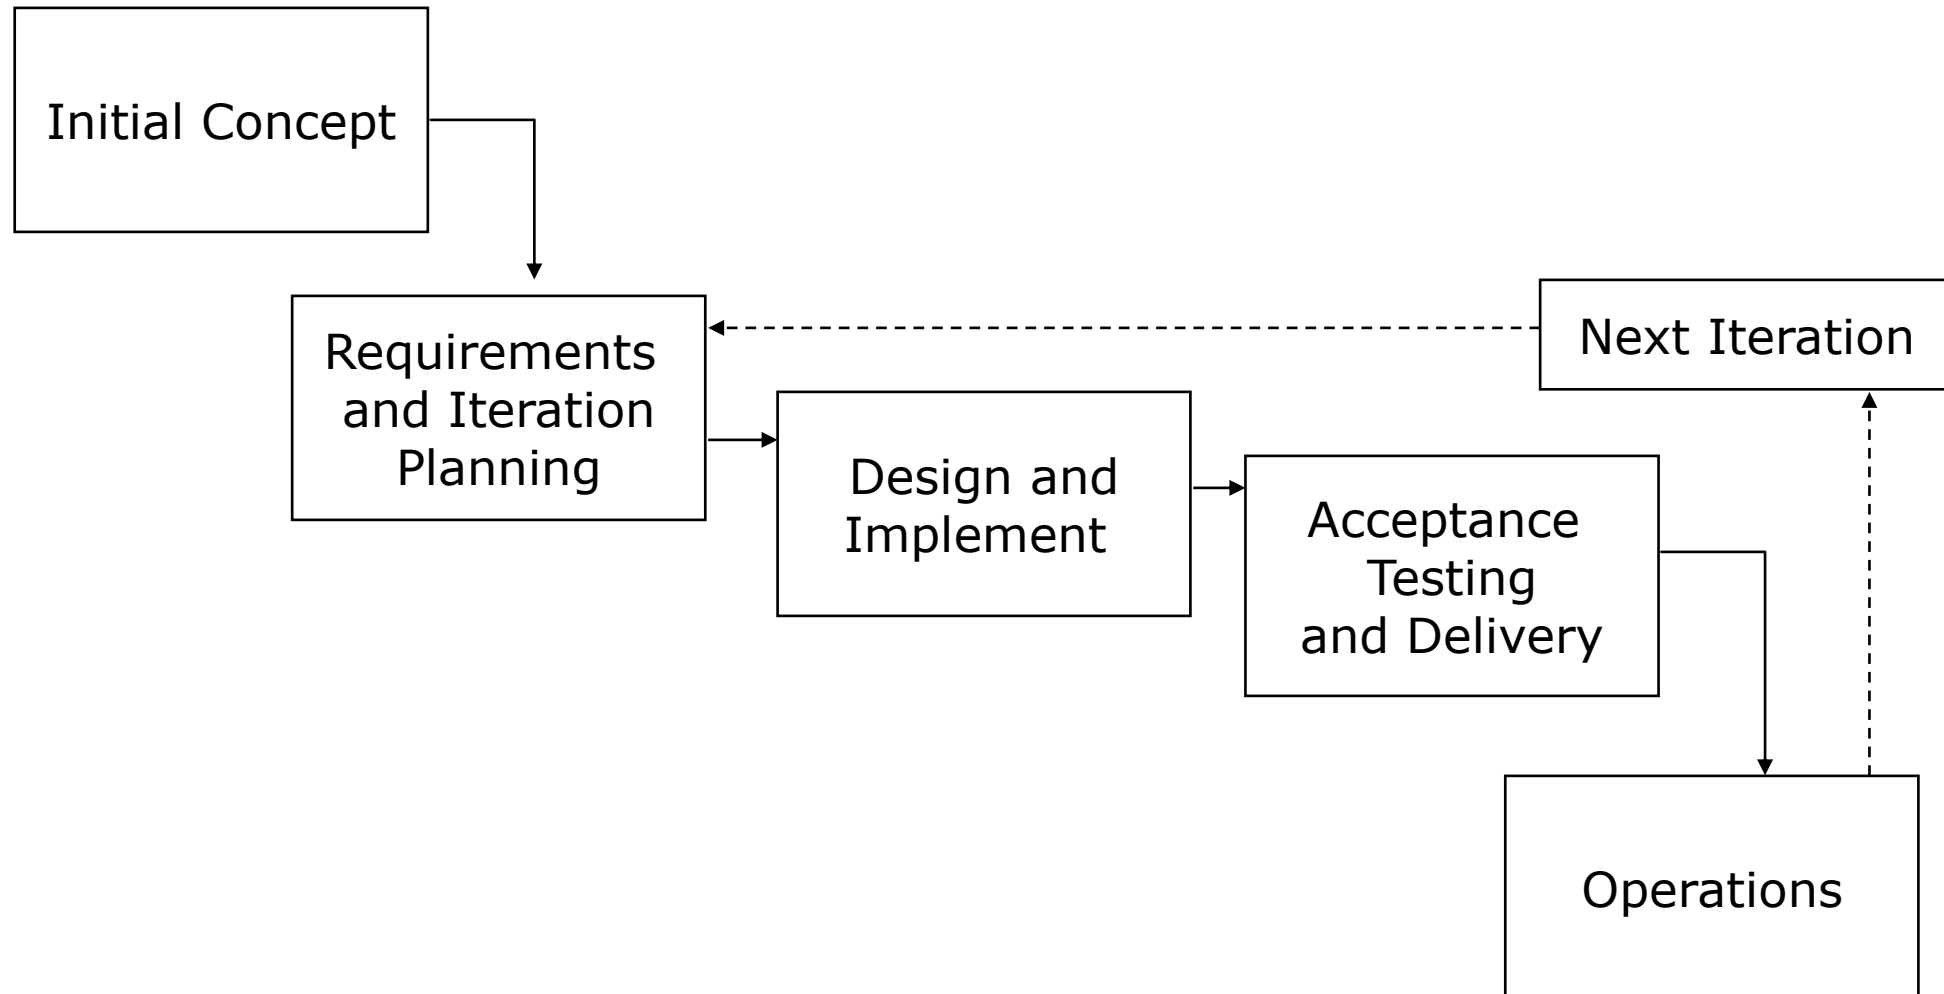 Initial Concept
Requirements
and Iteration
Planning
Next Iteration
Design and
Implement
Acceptance
Testing
and Delivery
Operations